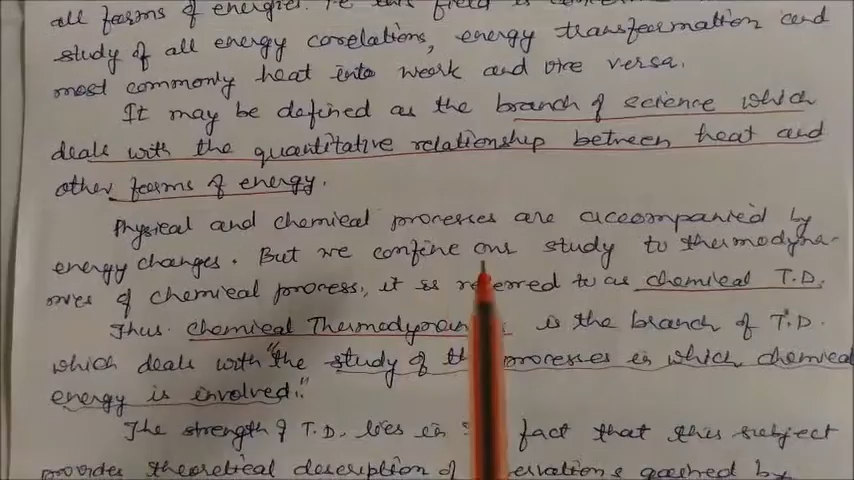 all forms of energies. i.e this field is
study of all energy correlations, energy transformation and
most commonly heat into work and vice versa.
It may be defined as the branch of science which
deals with the quantitative relationship between heat and
other forms of energy.
Physical and chemical processes are accompanied by
energy changes. But we confine our study to thermodyna-
mics of chemical process, it is referred to as chemical T.D.
Thus chemical Thermodynam is the branch of T.D.
which deals with "the study of the processes in which chemical
energy is involved."
The strength of T.D. lies in fact that this subject
provides theoretical description of